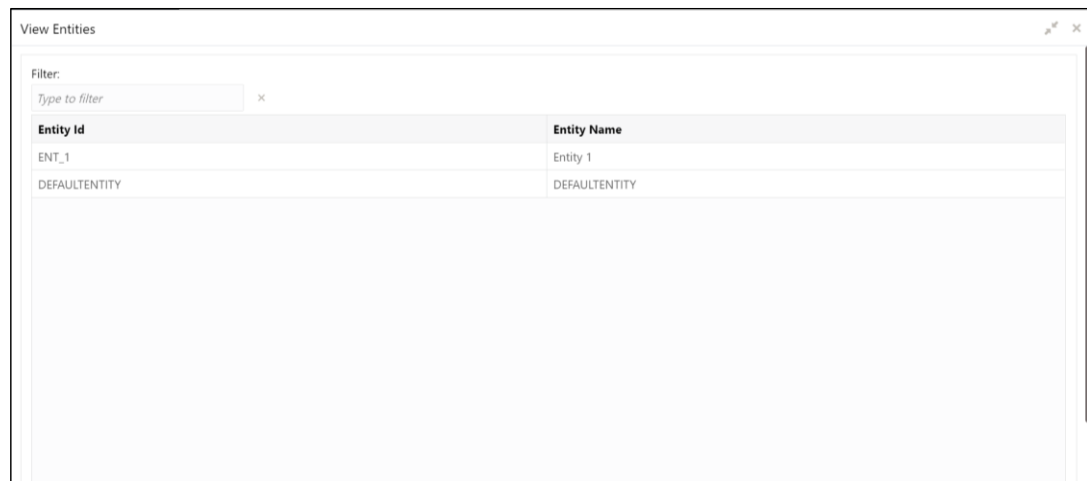 View Entities
Filter:
Type to filter
Entity Id Entity Name
ENT_1 Entity 1
DEFAULTENTITY DEFAULTENTITY